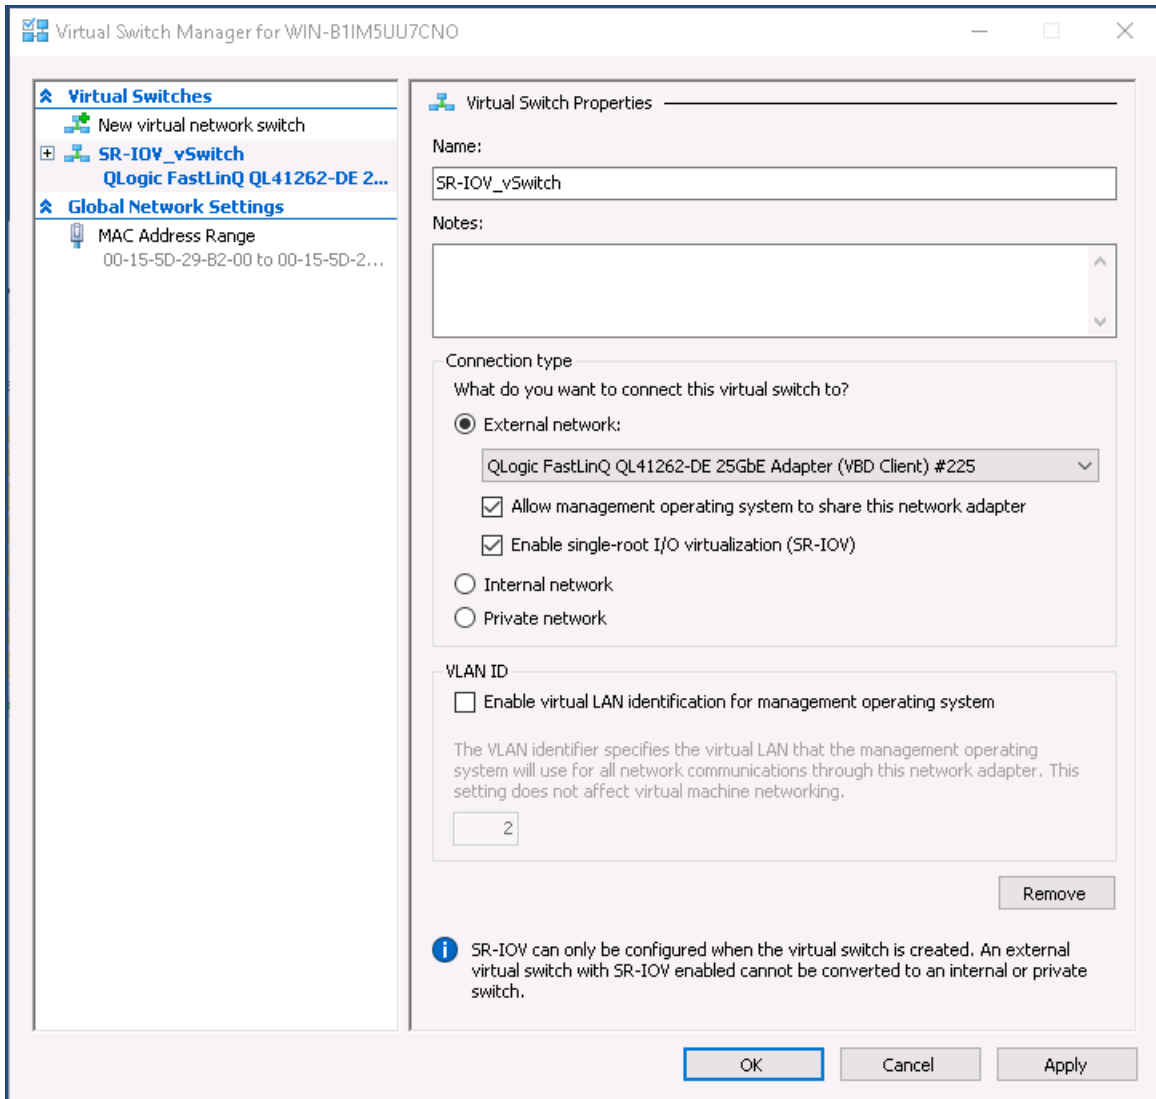 Virtual Switch Manager for WIN-B1IM5UU7CNO
Virtual Switches
New virtual network switch
SR-IOV_vSwitch
QLogic FastLinQ QL41262-DE 2...
Global Network Settings
MAC Address Range
00-15-5D-29-B2-00 to 00-15-5D-2...
Virtual Switch Properties
Name:
SR-IOV_vSwitch
Notes:
Connection type
What do you want to connect this virtual switch to?
External network:
QLogic FastLinQ QL41262-DE 25GbE Adapter (VBD Client) #225
Allow management operating system to share this network adapter
Enable single-root I/O virtualization (SR-IOV)
Internal network
Private network
VLAN ID
Enable virtual LAN identification for management operating system
The VLAN identifier specifies the virtual LAN that the management operating
system will use for all network communications through this network adapter. This
setting does not affect virtual machine networking.
2
Remove
SR-IOV can only be configured when the virtual switch is created. An external
virtual switch with SR-IOV enabled cannot be converted to an internal or private
switch.
OK
Cancel
Apply